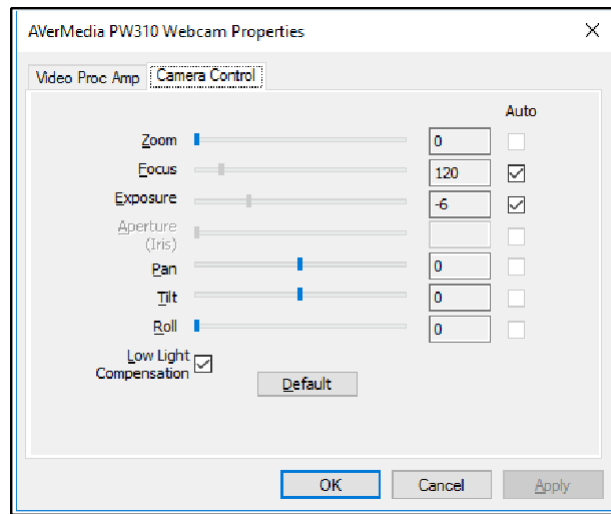 AVerMedia PW310 Webcam Properties
Video Proc Amp Camera Control
Auto
Zoom 0
Focus 120
Exposure -6
Aperture
(Iris)
Pan 0
Tilt 0
Roll 0
Low Light
Compensation
Default
OK Cancel Apply